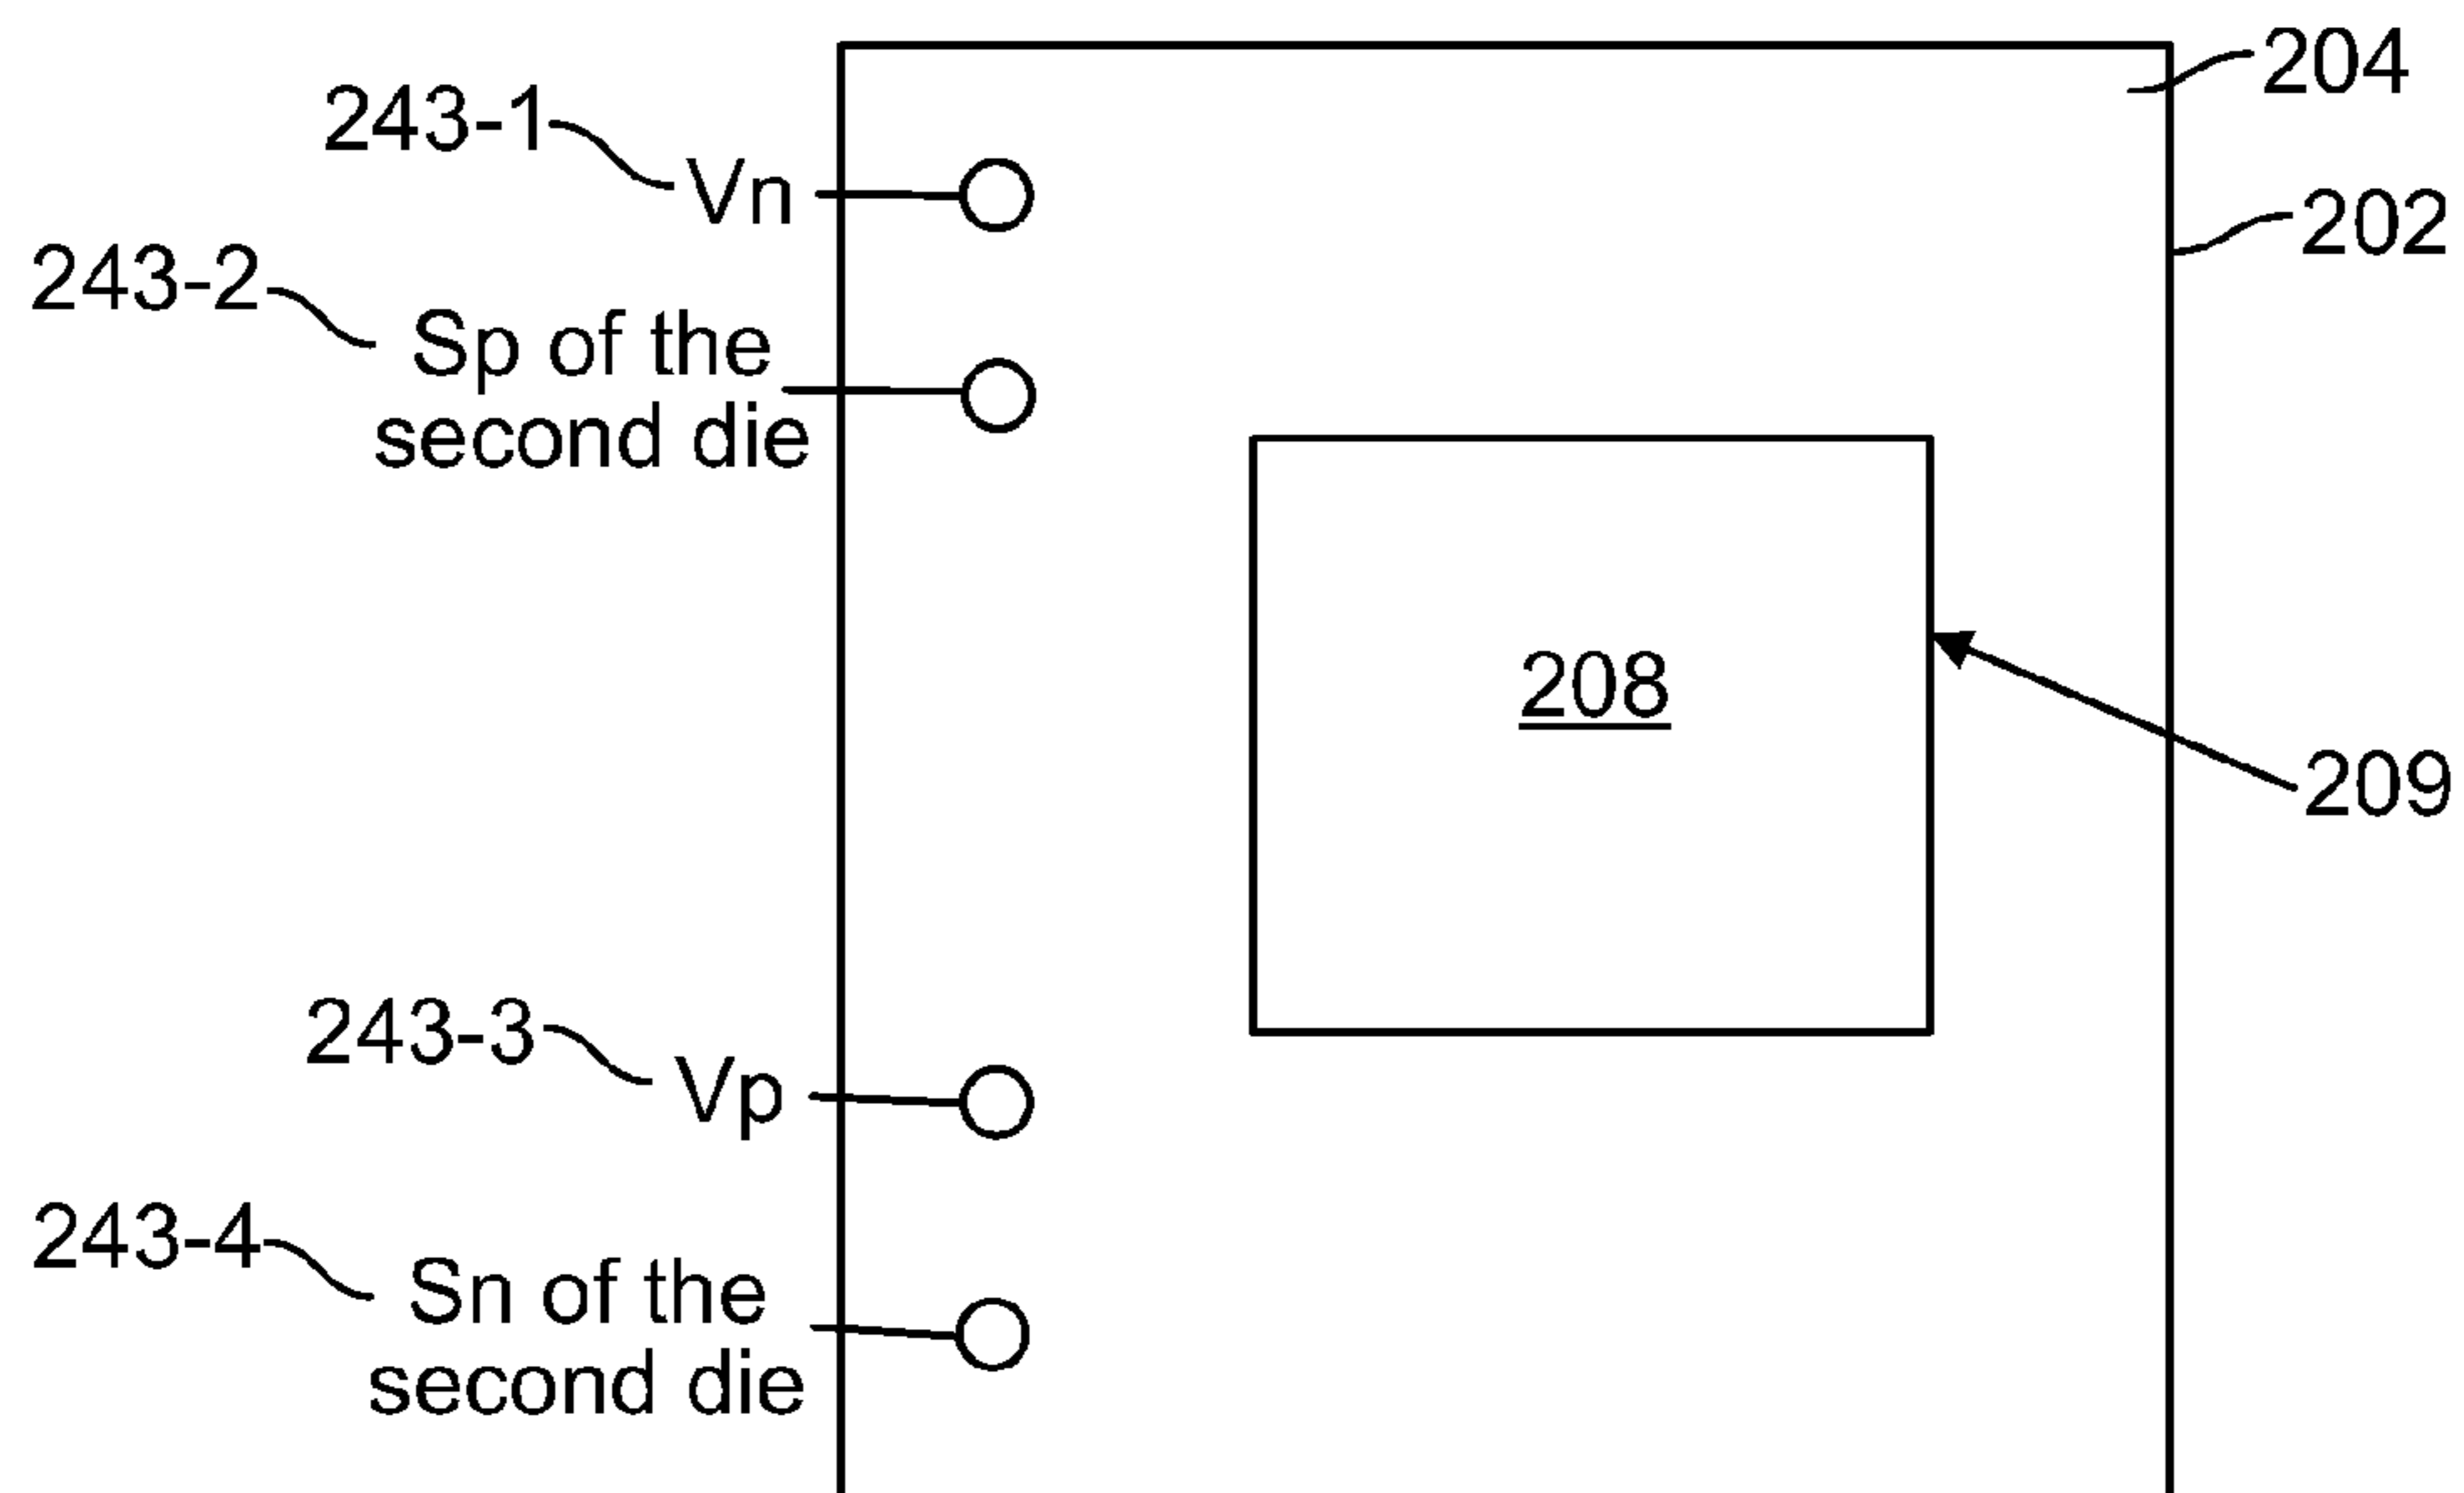 204
243-1
Vn
202
243-2
Sp of the
second die
208
209
243-3
Vp
243-4
Sn of the
second die